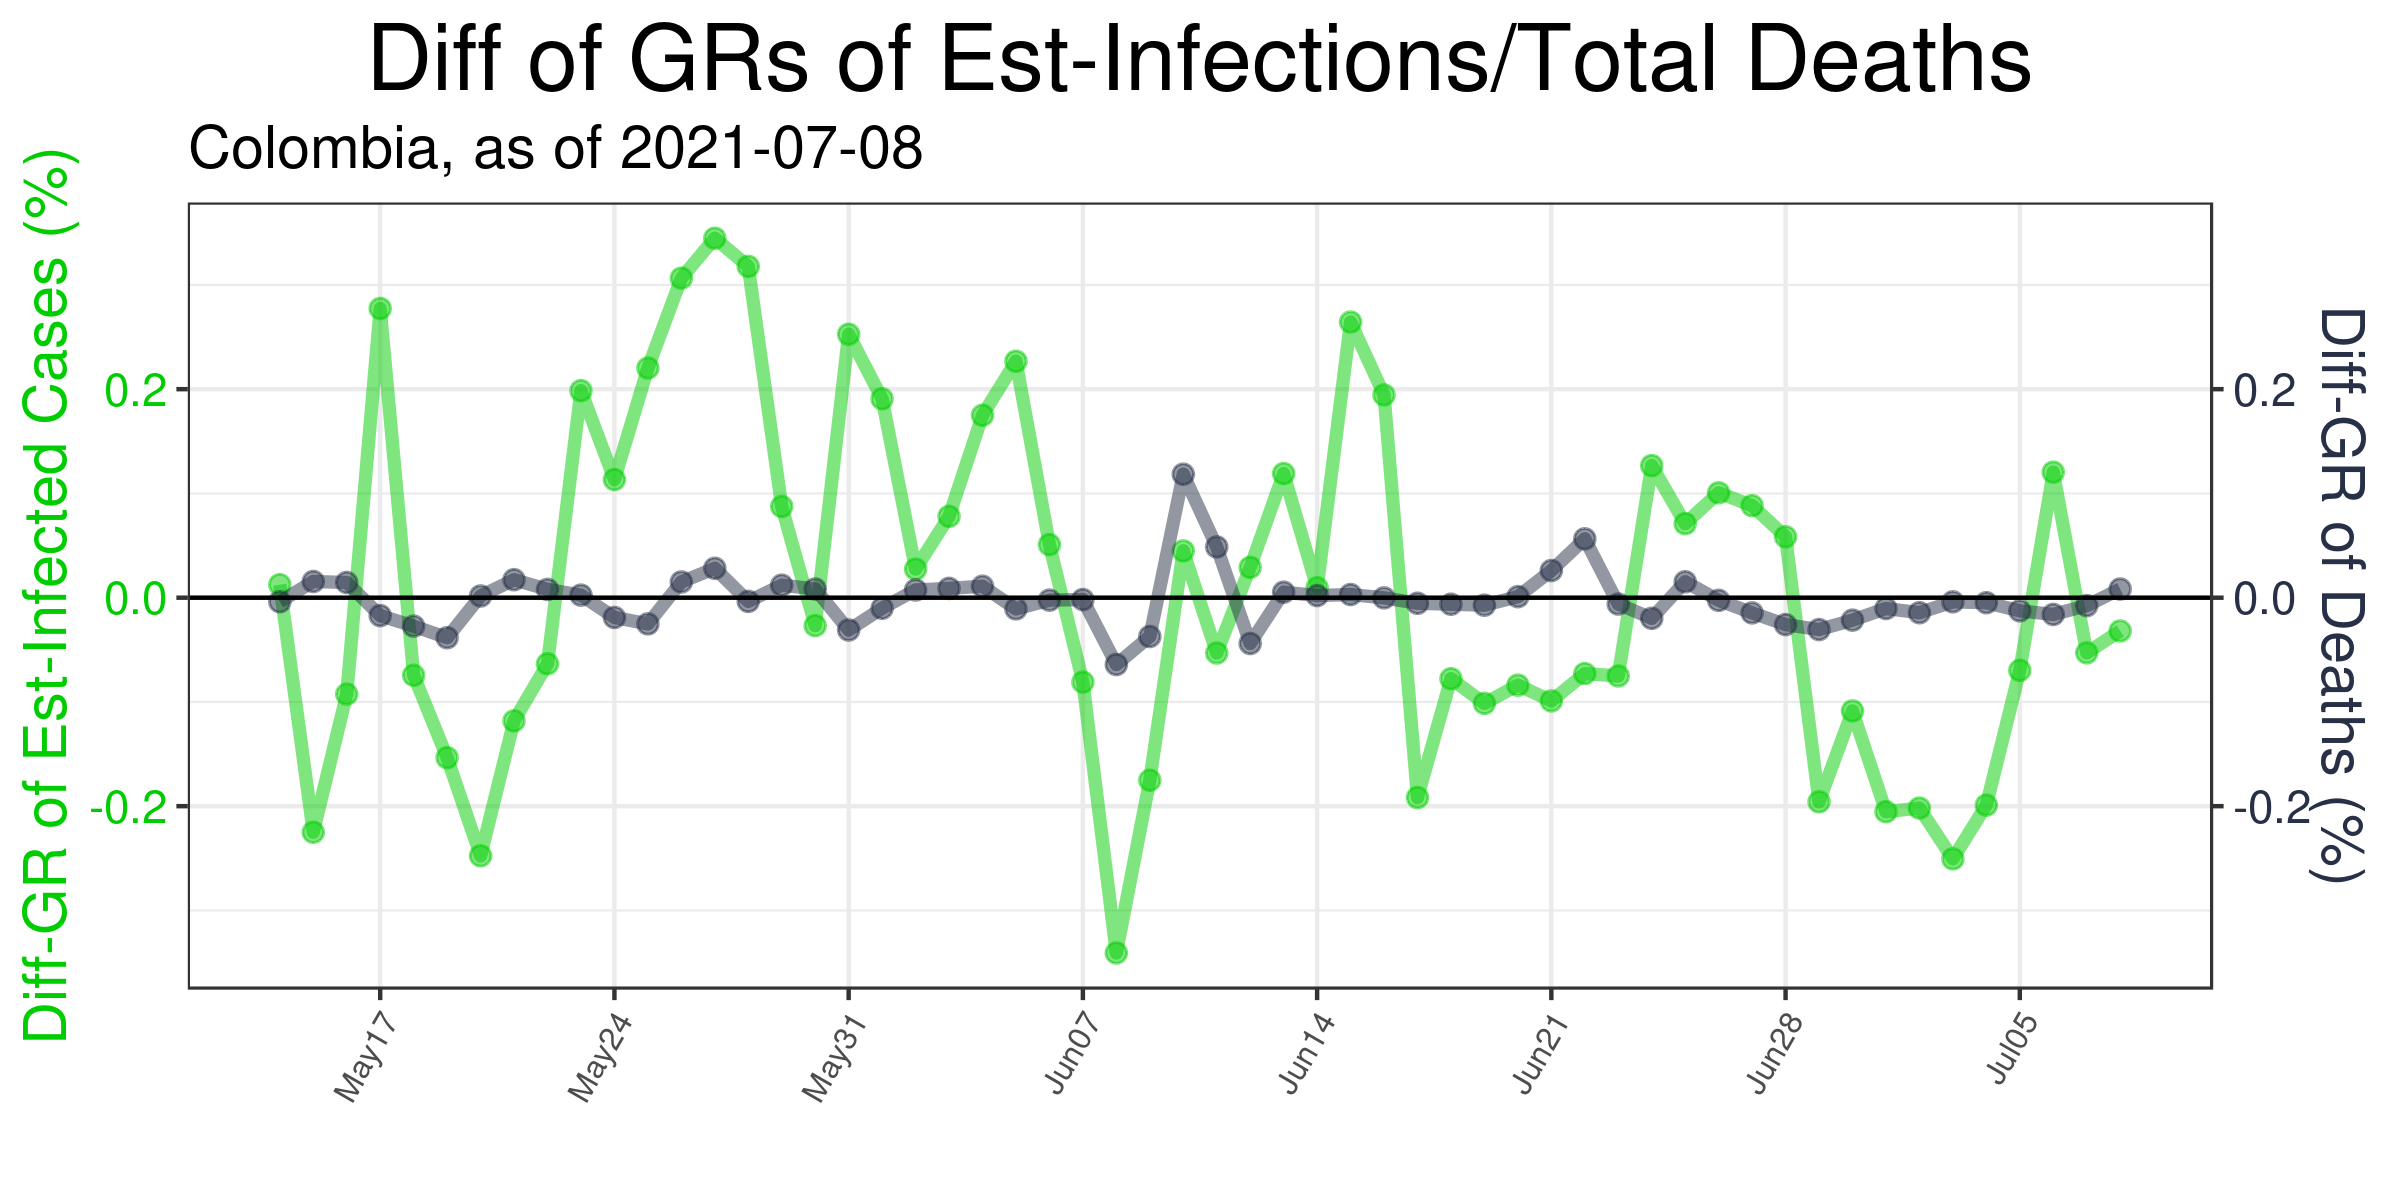 Diff of GRs of Est-Infections/Total Deaths
Colombia, as of 2021-07-08
Diff-GR of Est-Infected Cases (%)
0.2
0.0
-0.2
0.2
0.0
-0.2
Diff-GR of Deaths (%)
May17
May24
May31
Jun07
Jun14
Jun21
Jun28
Jul05